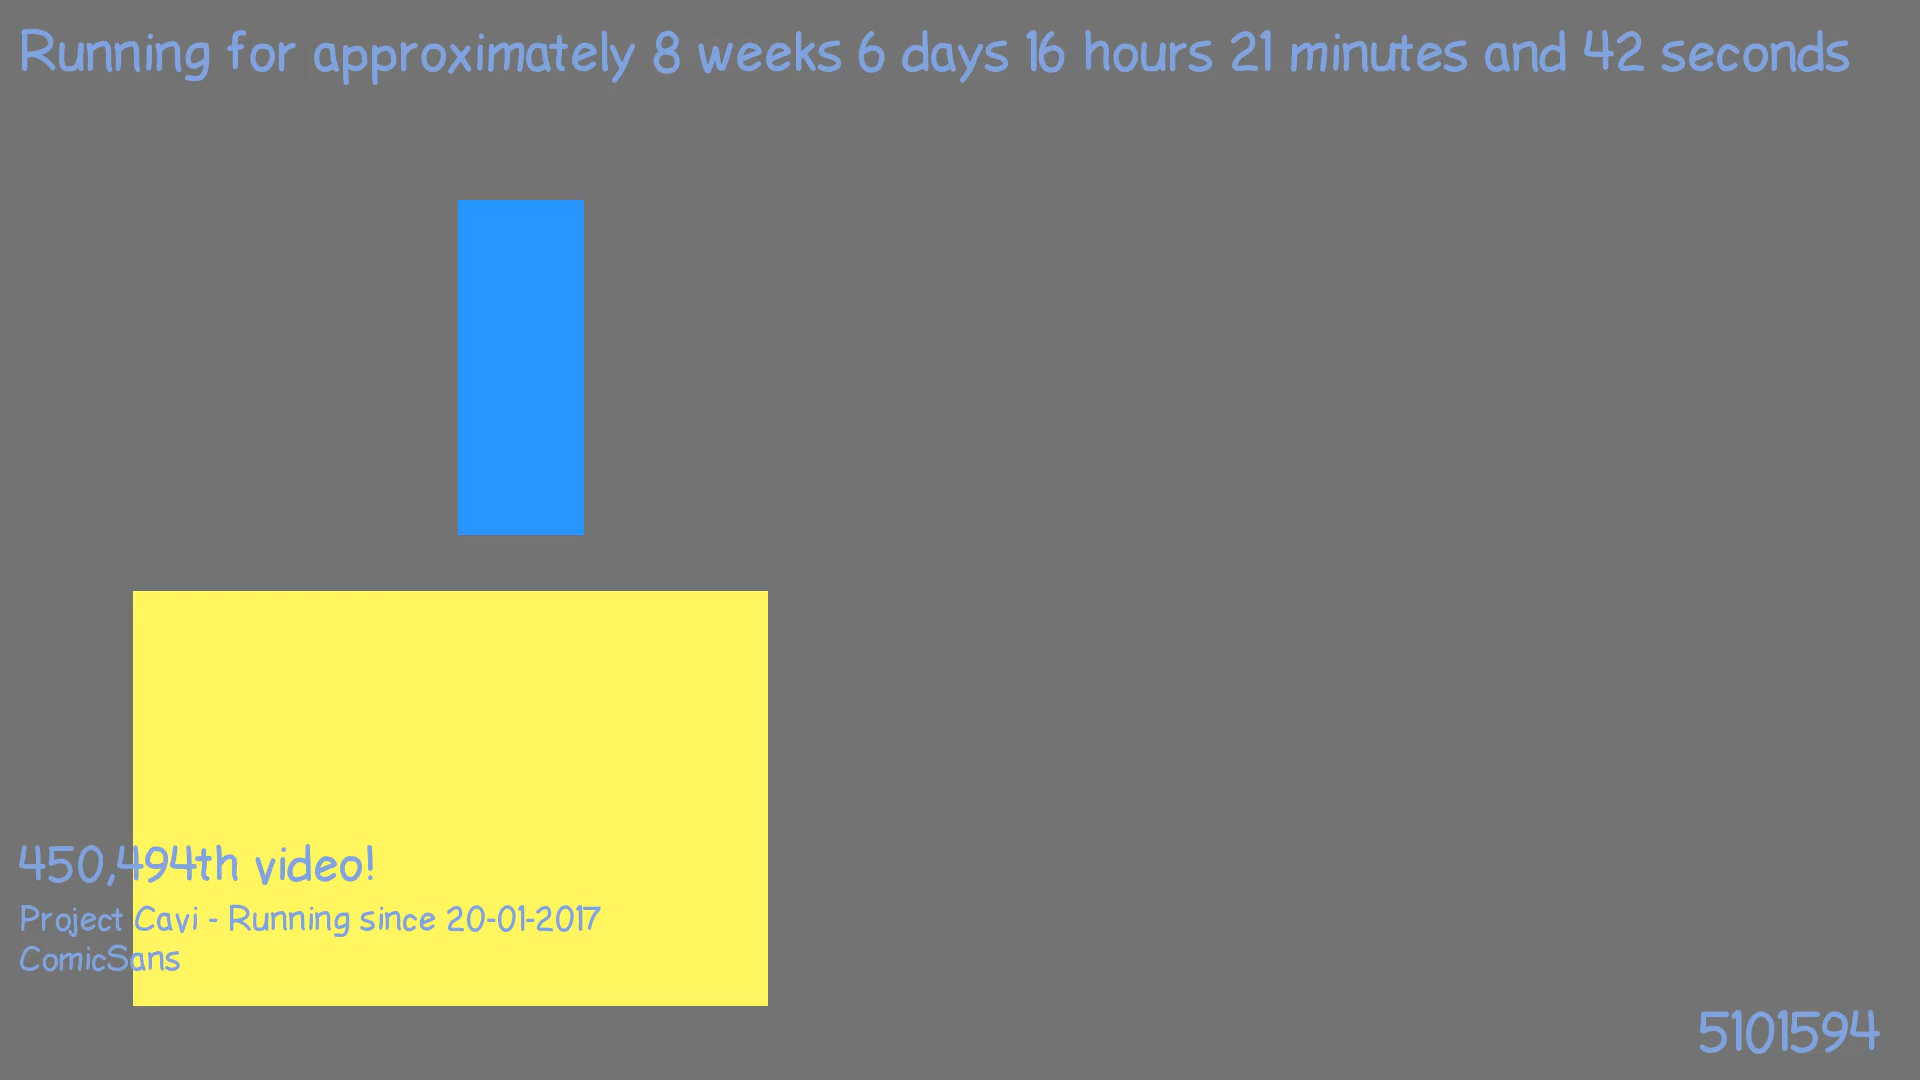 Running for approximately 8 weeks 6 days 16 hours 21 minutes and 42 seconds
450,494th video!
Project Cavi - Running since 20-01-2017
ComicSans
5101594